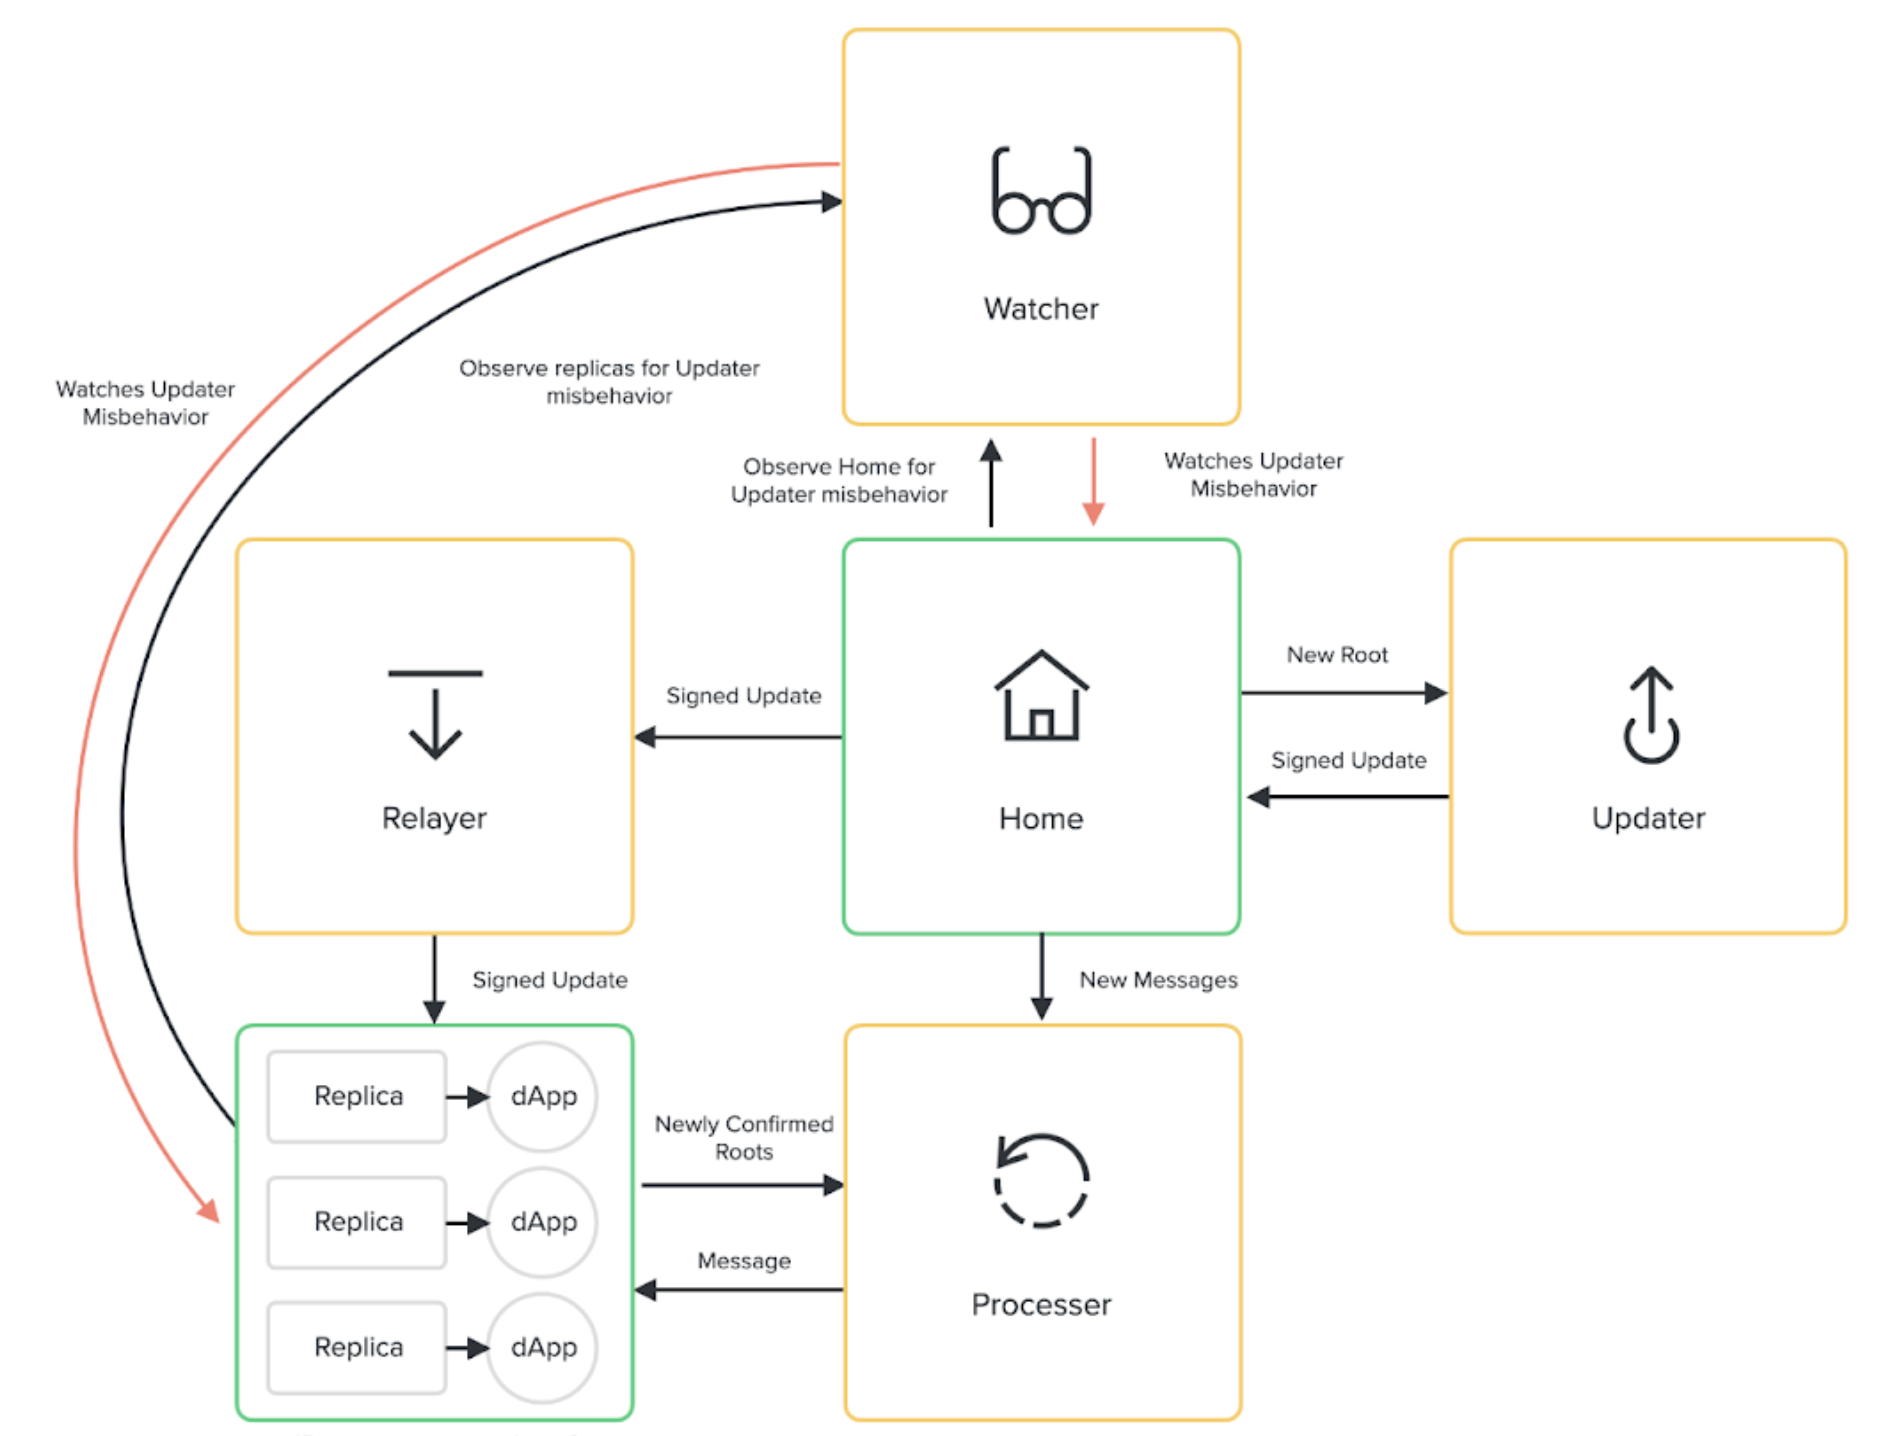 Watcher
Observe replicas for Updater
misbehavior
Watches Updater
Misbehavior
Observe Home for
Updater misbehavior
Watches Updater
Misbehavior
Relayer
Signed Update
Home
New Root
Signed Update
Updater
Signed Update
New Messages
Replica
dApp
Replica
dApp
Replica
dApp
Newly Confirmed
Roots
Message
Processer